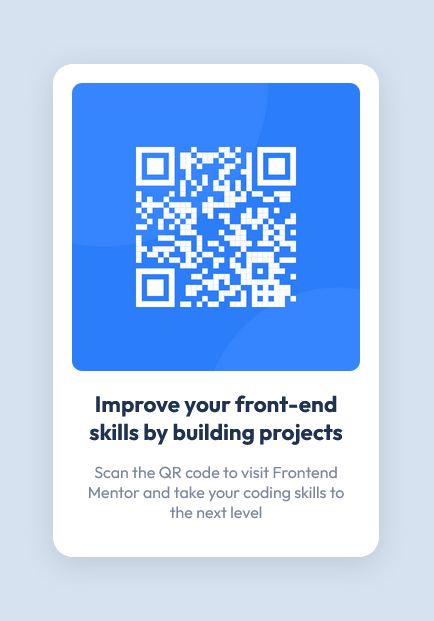 Improve your front-end
skills by building projects
Scan the QR code to visit Frontend
Mentor and take your coding skills to
the next level